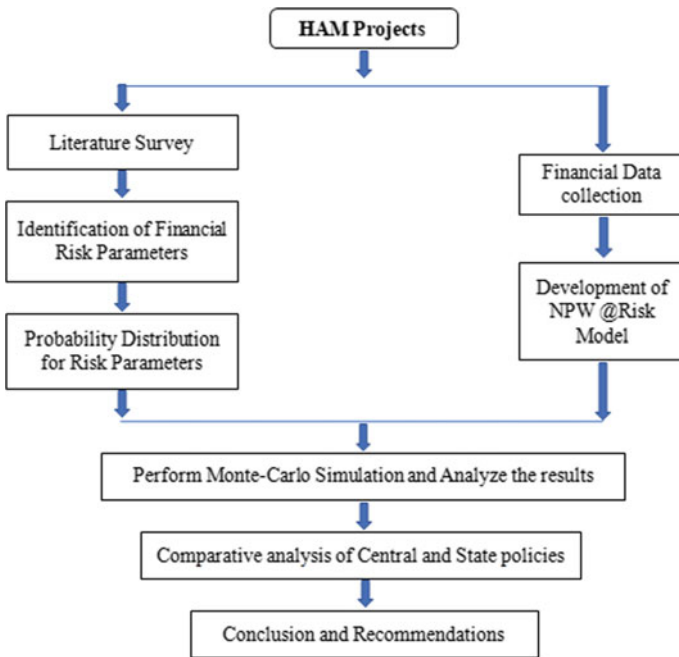 HAM Projects
Literature Survey
Identification of Financial
Risk Parameters
Probability Distribution
for Risk Parameters
Financial Data
collection
Development of
NPW @Risk
Model
Perform Monte-Carlo Simulation and Analyze the results
Comparative analysis of Central and State policies
Conclusion and Recommendations